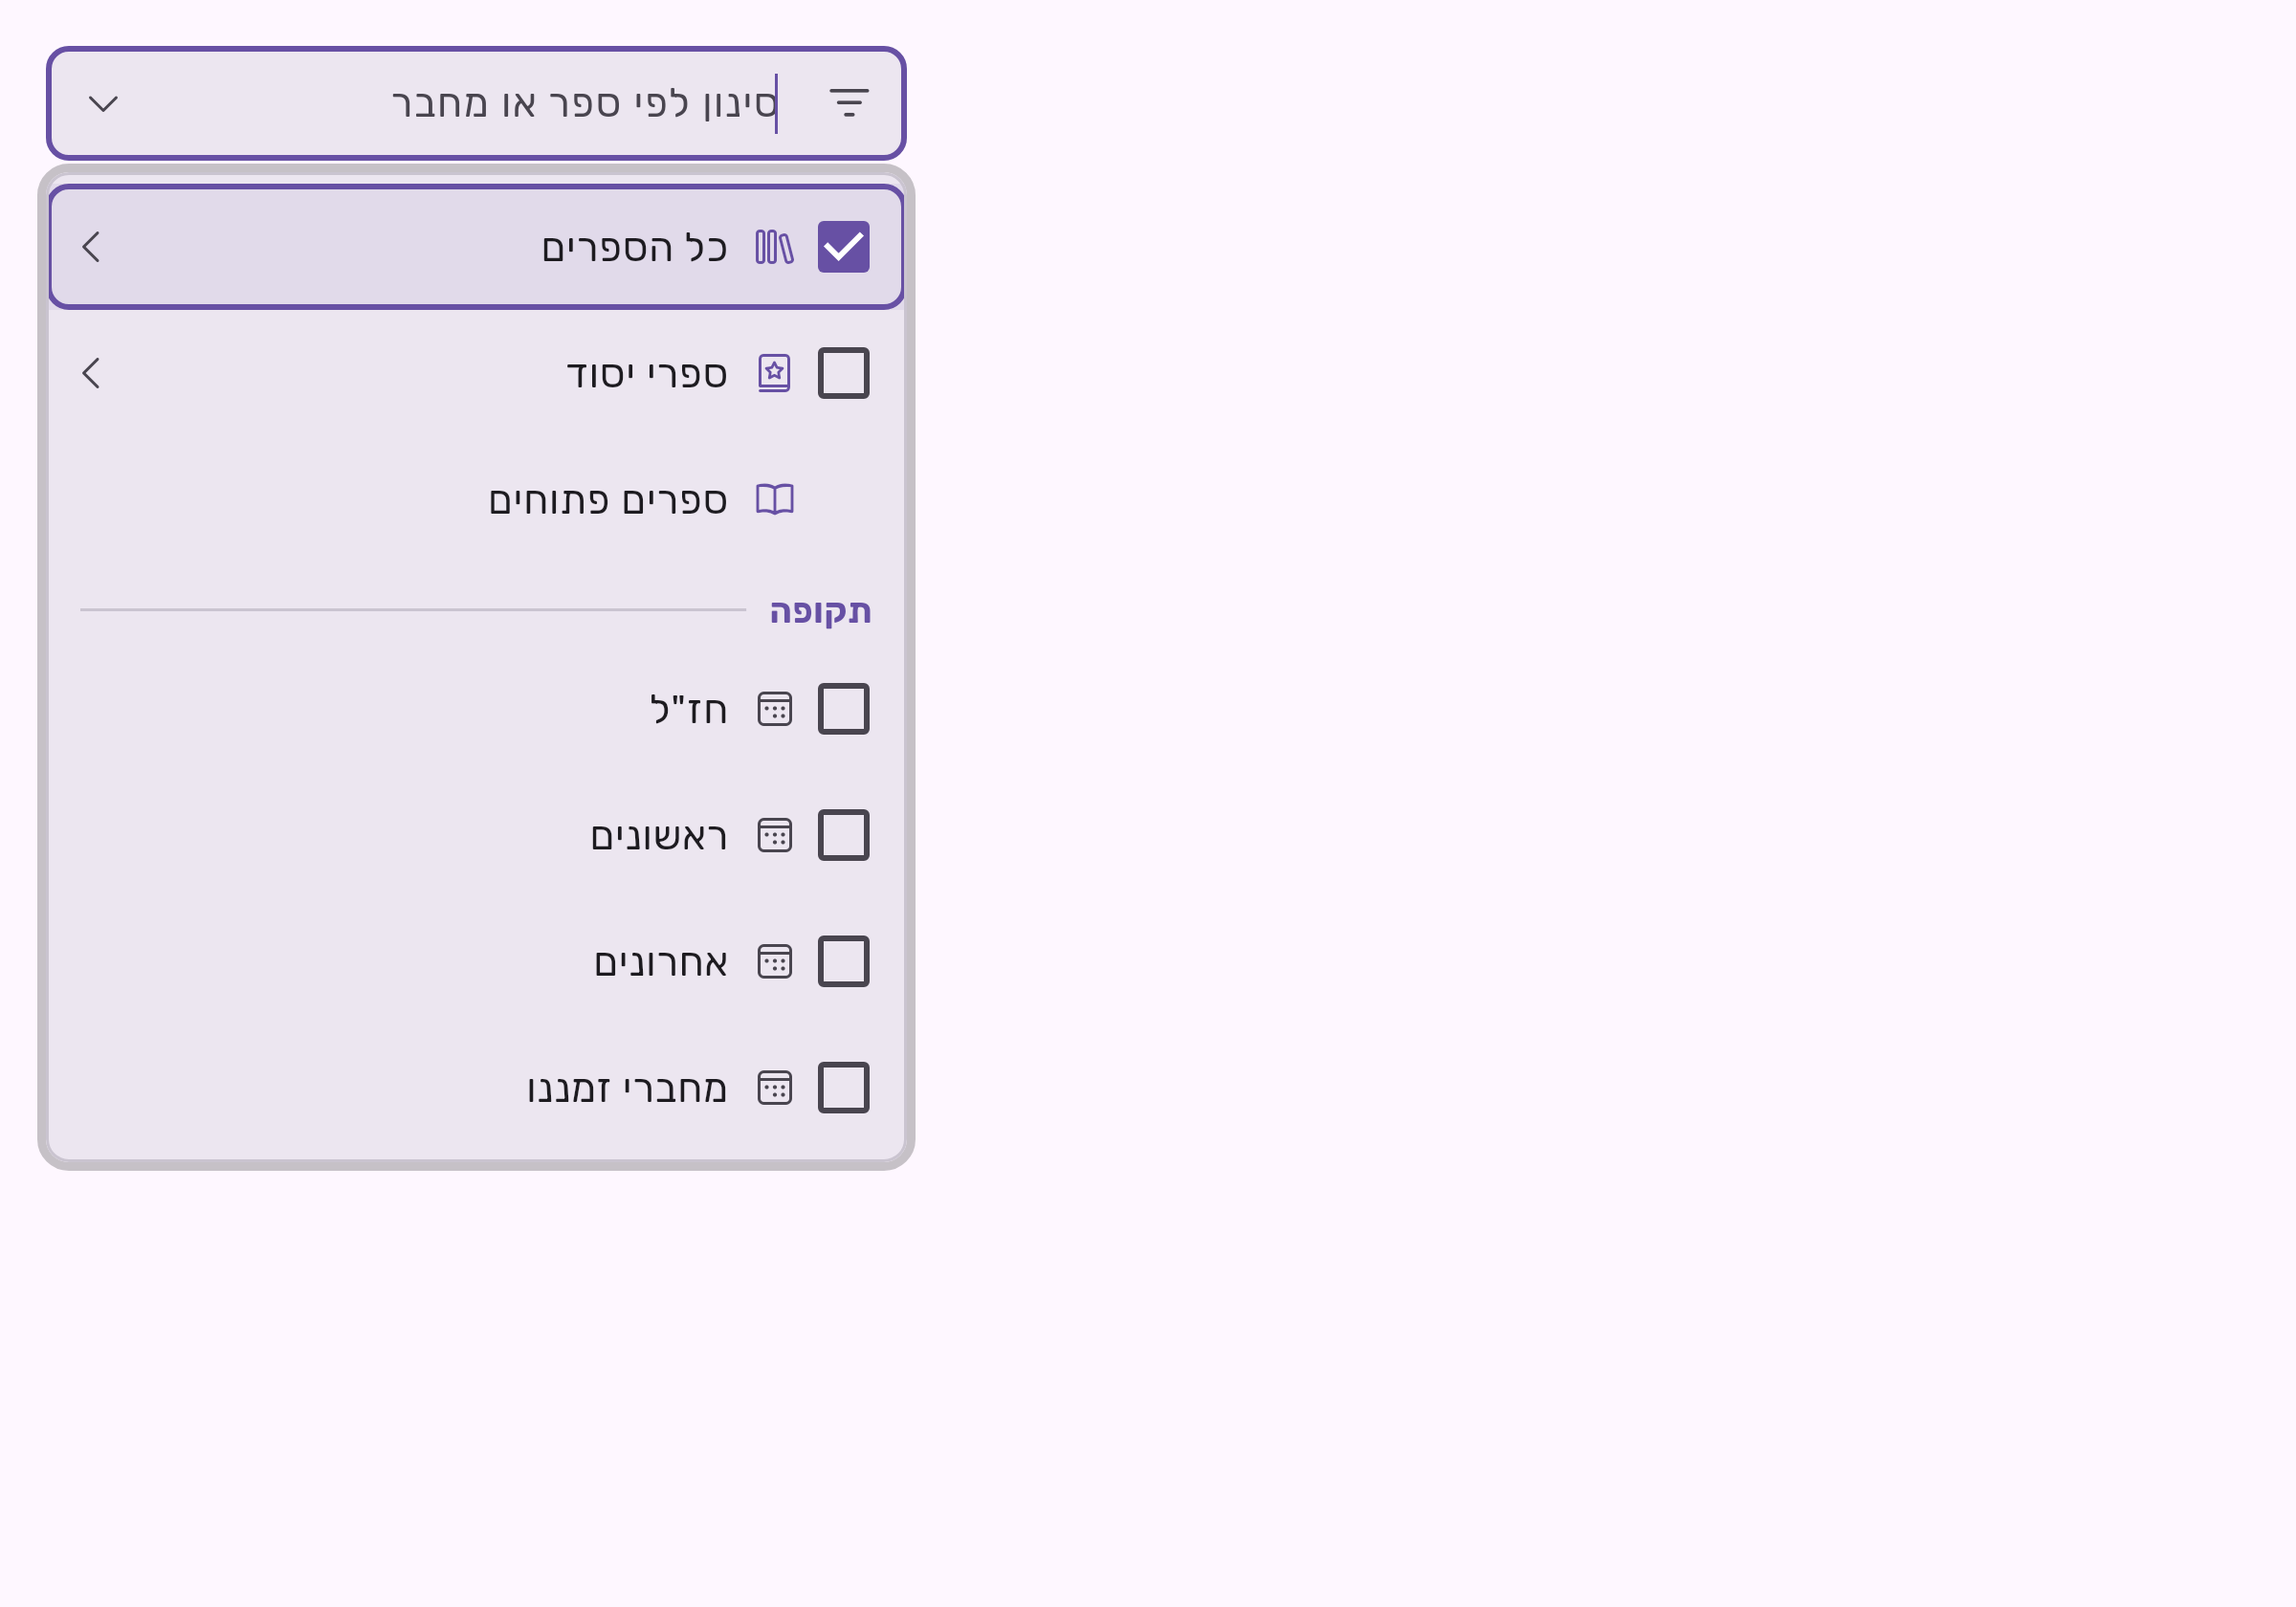 סינון לפי ספר או מחבר
כל הספרים
ספרי יסוד
ספרים פתוחים
תקופה
חז"ל
ראשונים
אחרונים
מחברי זמננו